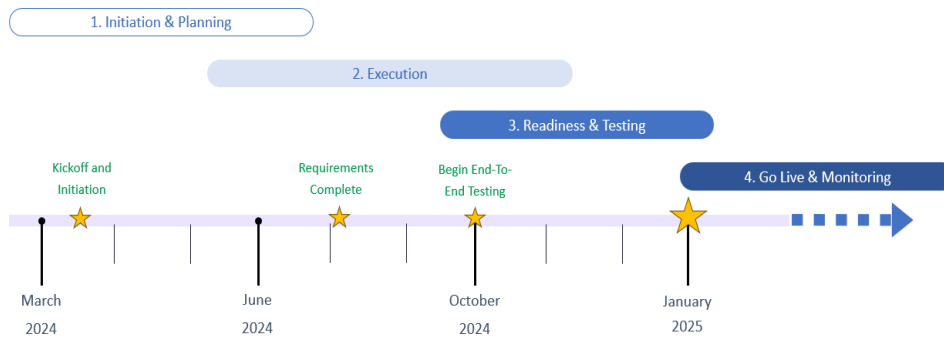 1. Initiation & Planning
2. Execution
3. Readiness & Testing
Kickoff and
Initiation
Requirements
Complete
Begin End-To-
End Testing
4. Go Live & Monitoring
March
2024
June
2024
October
2024
January
2025